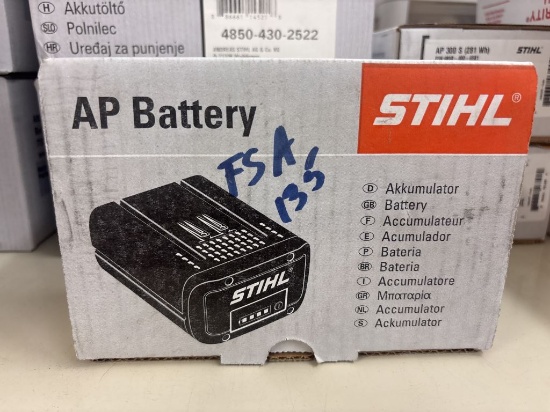 H Akkutöltő
SLO Polnilec
HR Uređaj za punjenje
4850-430-2522
AP 300 S (281 Wh)
STIHL
AP Battery
STIHL®
FSA
135
D Akkumulator
GB Battery
F Accumulateur
E Acumulador
P Bateria
BR Bateria
I Accumulatore
GR Μπαταρία
NL Accumulator
S Ackumulator
STIHL